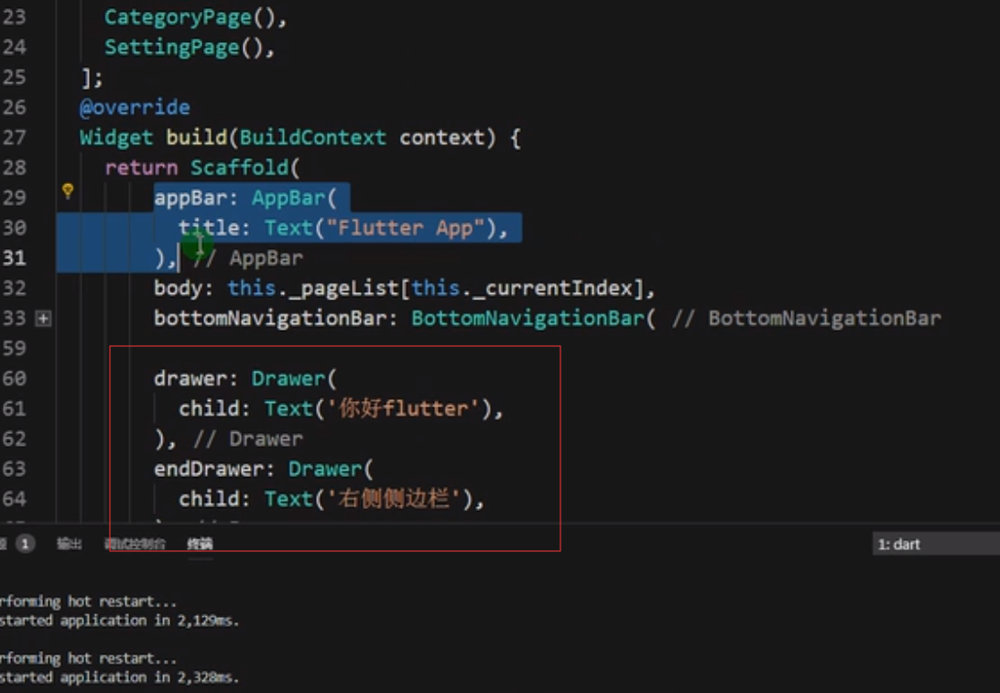 23 CategoryPage(),
24 SettingPage(),
25 ];
26 @override
27 Widget build(BuildContext context) {
28 return Scaffold(
29 appBar: AppBar(
30 title: Text("Flutter App"),
31 ), // AppBar
32 body: this._pageList[this._currentIndex],
33 bottomNavigationBar: BottomNavigationBar( // BottomNavigationBar
59
60 drawer: Drawer(
61 child: Text('你好flutter'),
62 ), // Drawer
63 endDrawer: Drawer(
64 child: Text('右侧侧边栏'),
1 输出 调试控制台 终端 1: dart
rforming hot restart...
started application in 2,129ms.
rforming hot restart...
started application in 2,328ms.